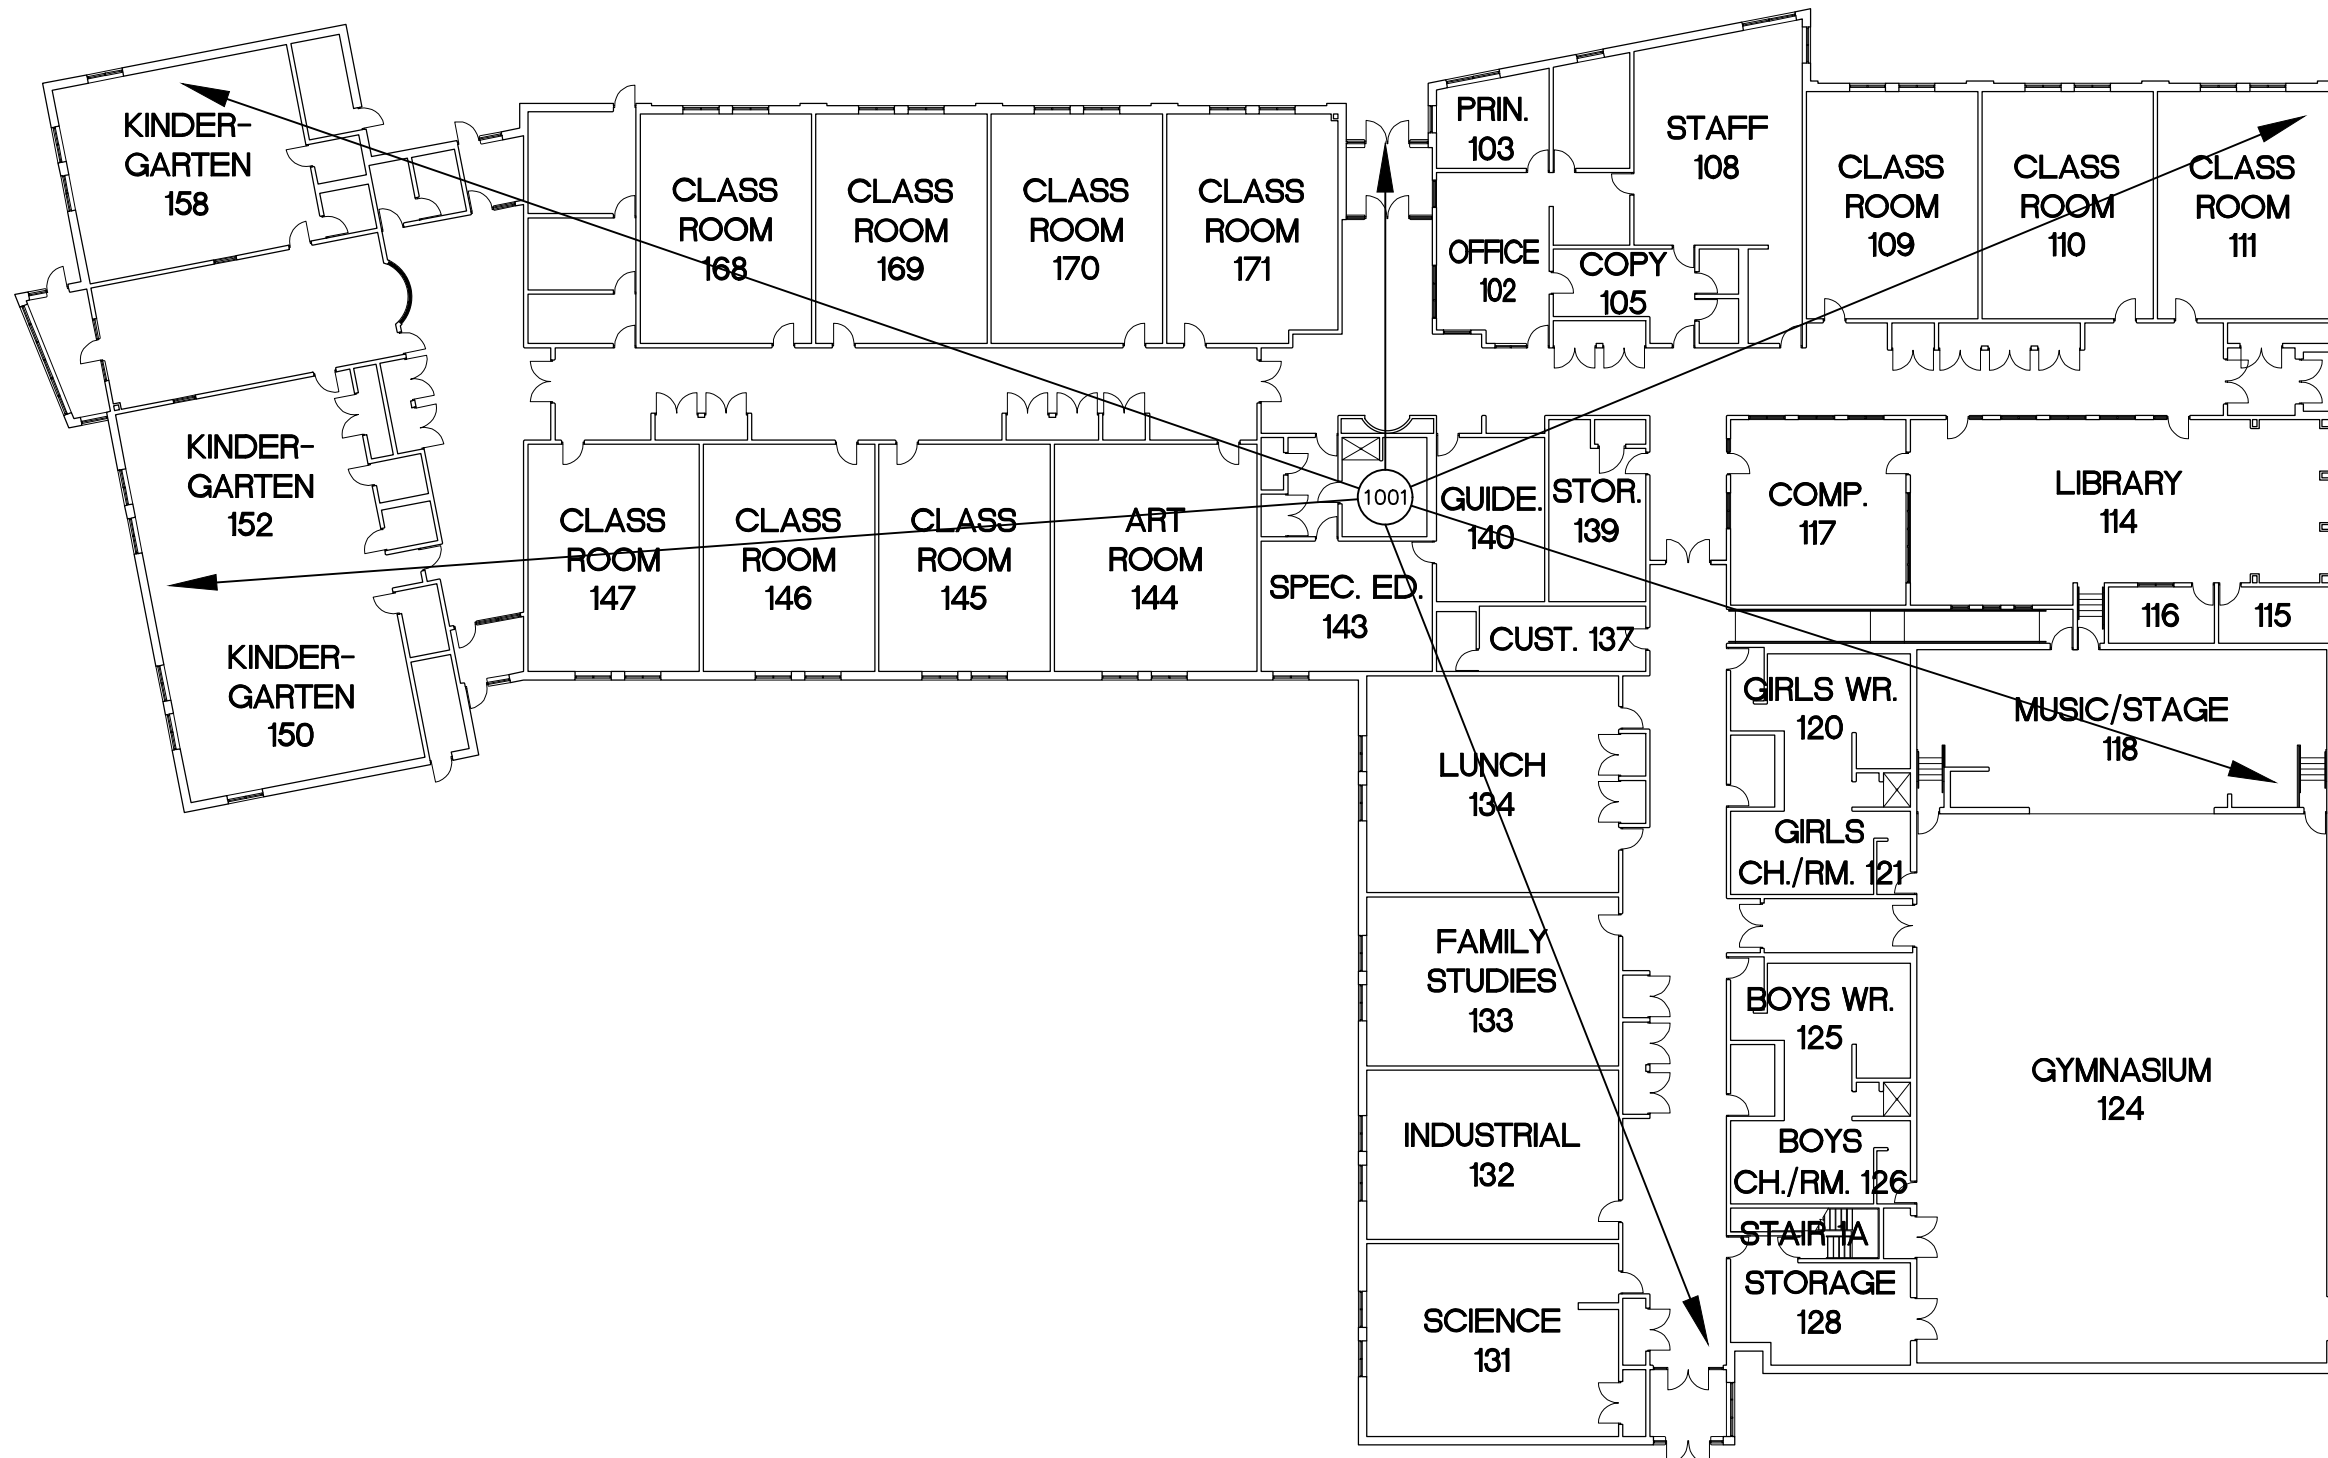 KINDER-
GARTEN
158
CLASS
ROOM
168
CLASS
ROOM
169
CLASS
ROOM
170
CLASS
ROOM
171
PRIN.
103
OFFICE
102
COPY
105
STAFF
108
CLASS
ROOM
109
CLASS
ROOM
110
CLASS
ROOM
111
KINDER-
GARTEN
152
KINDER-
GARTEN
150
CLASS
ROOM
147
CLASS
ROOM
146
CLASS
ROOM
145
ART
ROOM
144
SPEC. ED.
143
1001
GUIDE.
140
STOR.
139
CUST. 137
COMP.
117
LIBRARY
114
116
115
GIRLS WR.
120
MUSIC/STAGE
118
LUNCH
134
GIRLS
CH./RM. 121
FAMILY
STUDIES
133
BOYS WR.
125
GYMNASIUM
124
INDUSTRIAL
132
BOYS
CH./RM. 126
STAIR 1A
STORAGE
128
SCIENCE
131